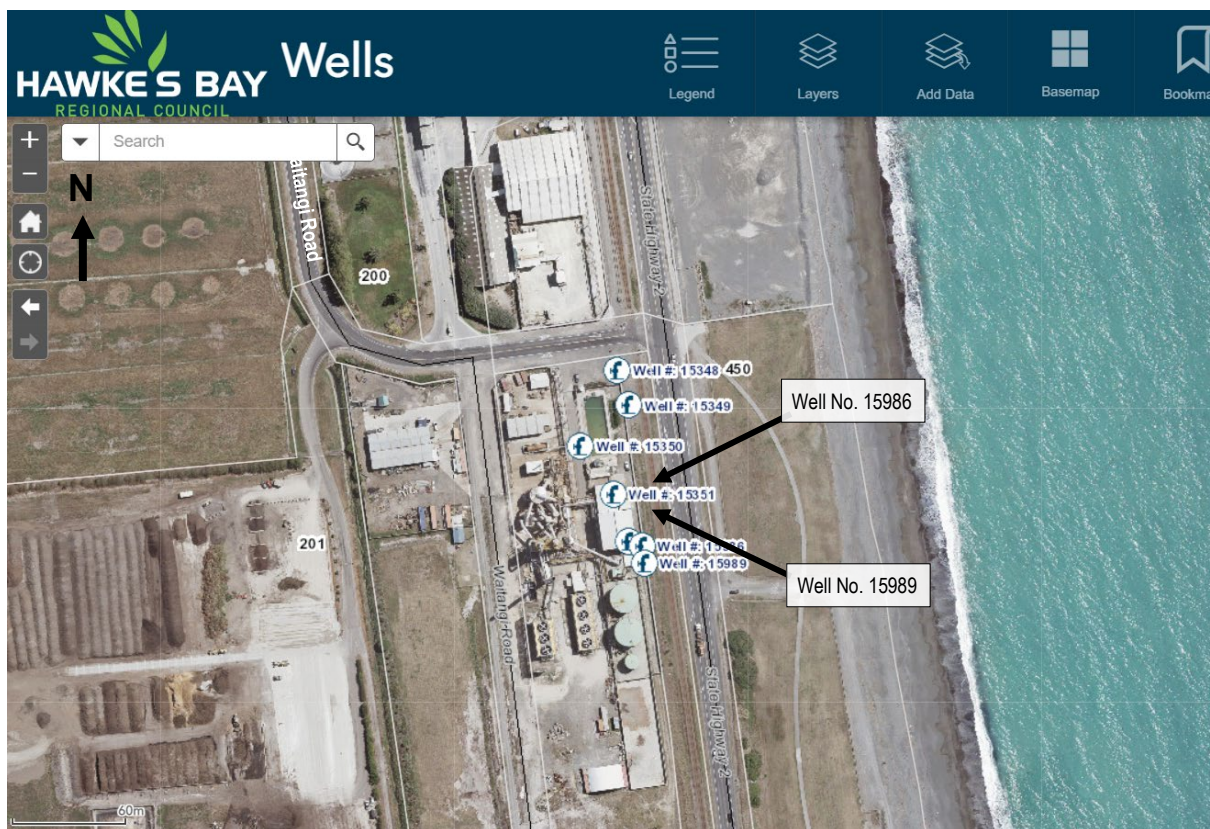 HAWKE'S BAY
REGIONAL COUNCIL
Wells
Legend
Layers
Add Data
Basemap
Search
N
Waitangi Road
State Highway 2
200
Well #: 15348
450
Well #: 15349
Well No. 15986
Well #: 15350
Well #: 15351
201
Well #: 15989
Well No. 15989
Waitangi Road
State Highway 2
60m